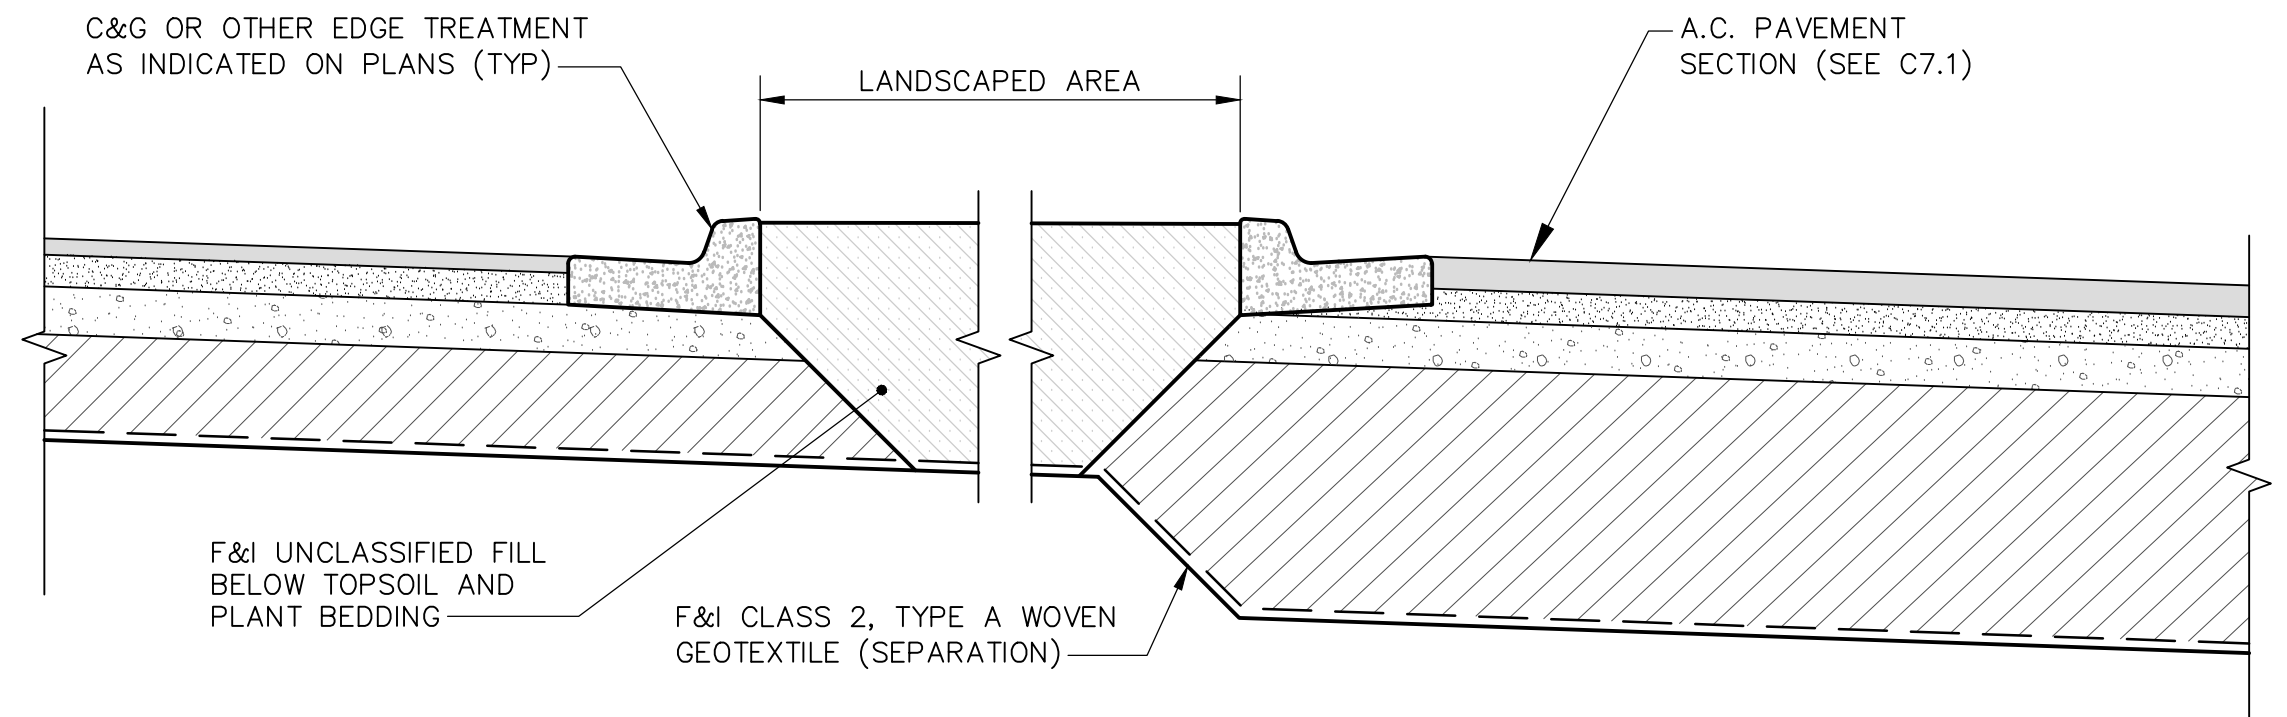 C&G OR OTHER EDGE TREATMENT
AS INDICATED ON PLANS (TYP)
LANDSCAPED AREA
A.C. PAVEMENT
SECTION (SEE C7.1)
F&I UNCLASSIFIED FILL
BELOW TOPSOIL AND
PLANT BEDDING
F&I CLASS 2, TYPE A WOVEN
GEOTEXTILE (SEPARATION)